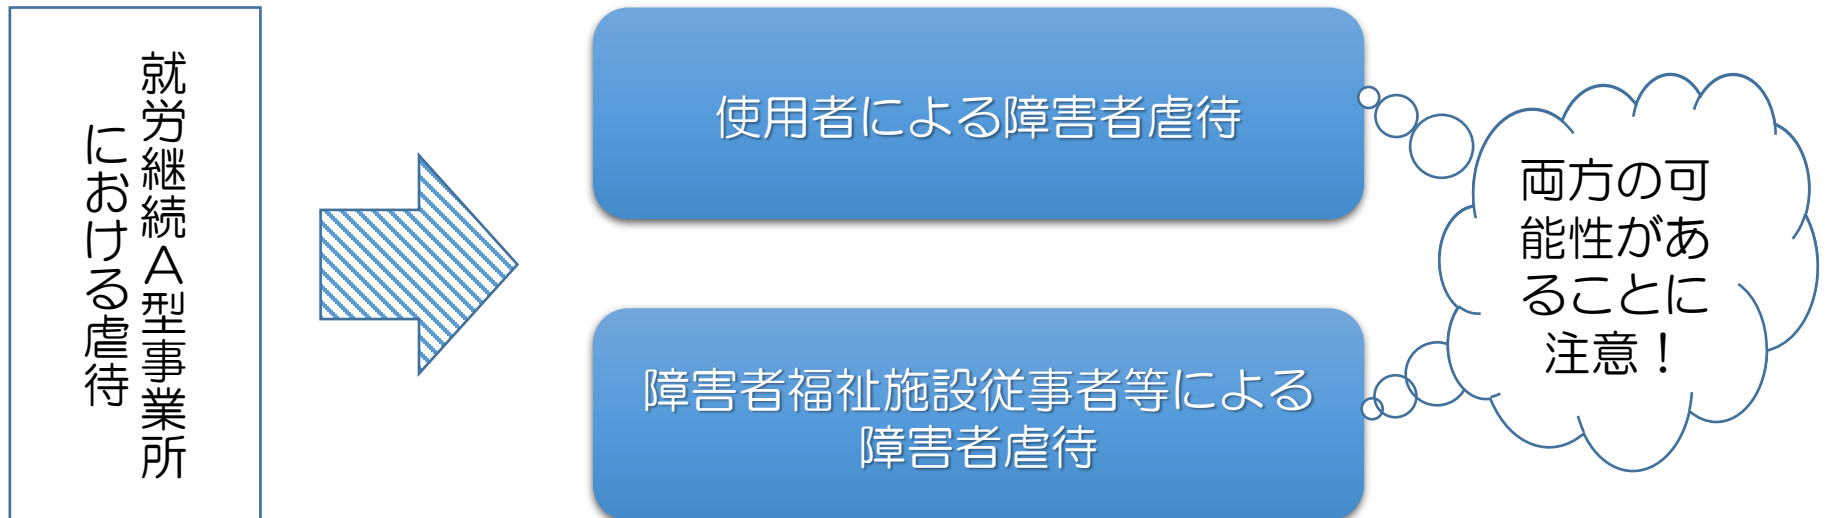 就労継続Ａ型事業所
における虐待
使用者による障害者虐待
障害者福祉施設従事者等による
障害者虐待
両方の可
能性があ
ることに
注意！